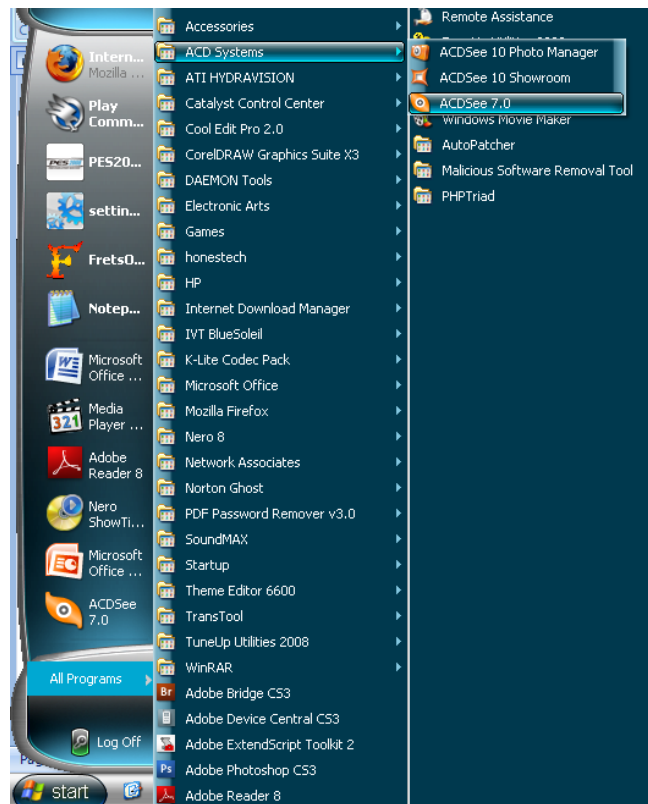 Intern...
Mozilla ...
Play
Comm...
PES20...
settin...
FretsO...
Notep...
Microsoft
Office ...
Media
Player ...
321
Adobe
Reader 8
Nero
ShowTi...
Microsoft
Office ...
ACDSee
7.0
All Programs
Log Off
start
Accessories
ACD Systems
ATI HYDRAVISION
Catalyst Control Center
Cool Edit Pro 2.0
CorelDRAW Graphics Suite X3
DAEMON Tools
Electronic Arts
Games
honestech
HP
Internet Download Manager
IVT BlueSoleil
K-Lite Codec Pack
Microsoft Office
Mozilla Firefox
Nero 8
Network Associates
Norton Ghost
PDF Password Remover v3.0
SoundMAX
Startup
Theme Editor 6600
TransTool
TuneUp Utilities 2008
WinRAR
Br Adobe Bridge CS3
Adobe Device Central CS3
Adobe ExtendScript Toolkit 2
Ps Adobe Photoshop CS3
Adobe Reader 8
Remote Assistance
ACDSee 10 Photo Manager
ACDSee 10 Showroom
ACDSee 7.0
Windows Movie Maker
AutoPatcher
Malicious Software Removal Tool
PHPTriad